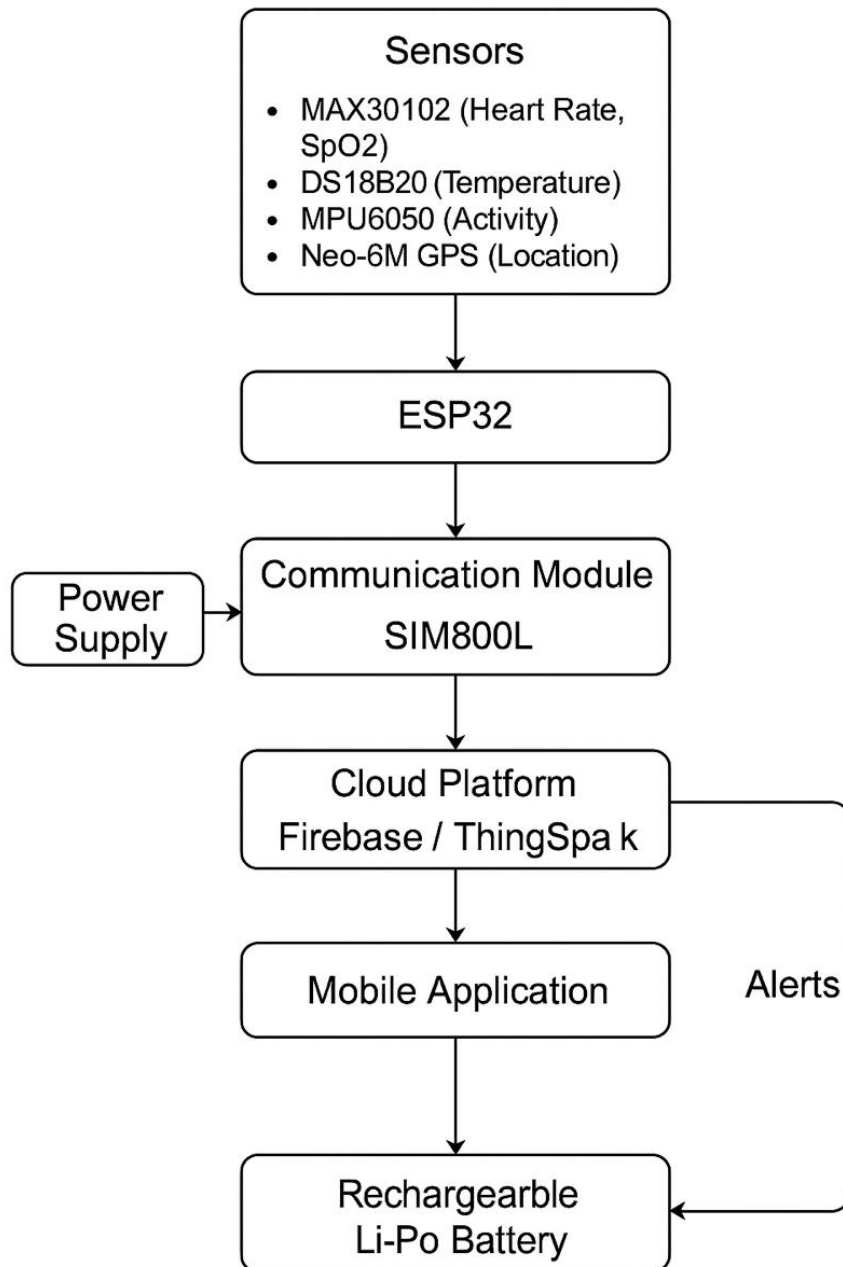 Sensors
• MAX30102 (Heart Rate,
SpO2)
• DS18B20 (Temperature)
• MPU6050 (Activity)
• Neo-6M GPS (Location)
ESP32
Power
Supply
Communication Module
SIM800L
Cloud Platform
Firebase / ThingSpa k
Mobile Application
Alerts
Rechargearble
Li-Po Battery